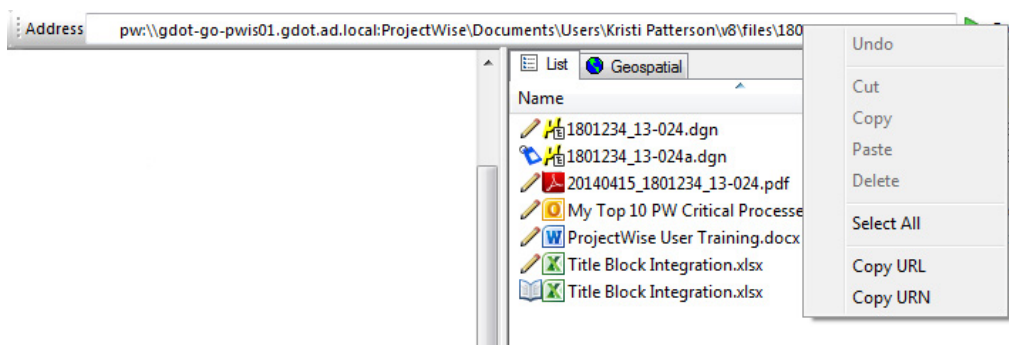 Address pw:\\gdot-go-pwis01.gdot.ad.local:ProjectWise\Documents\Users\Kristi Patterson\v8\files\180
List Geospatial
Name
1801234_13-024.dgn
1801234_13-024a.dgn
20140415_1801234_13-024.pdf
My Top 10 PW Critical Processe
ProjectWise User Training.docx
Title Block Integration.xlsx
Title Block Integration.xlsx
Undo
Cut
Copy
Paste
Delete
Select All
Copy URL
Copy URN